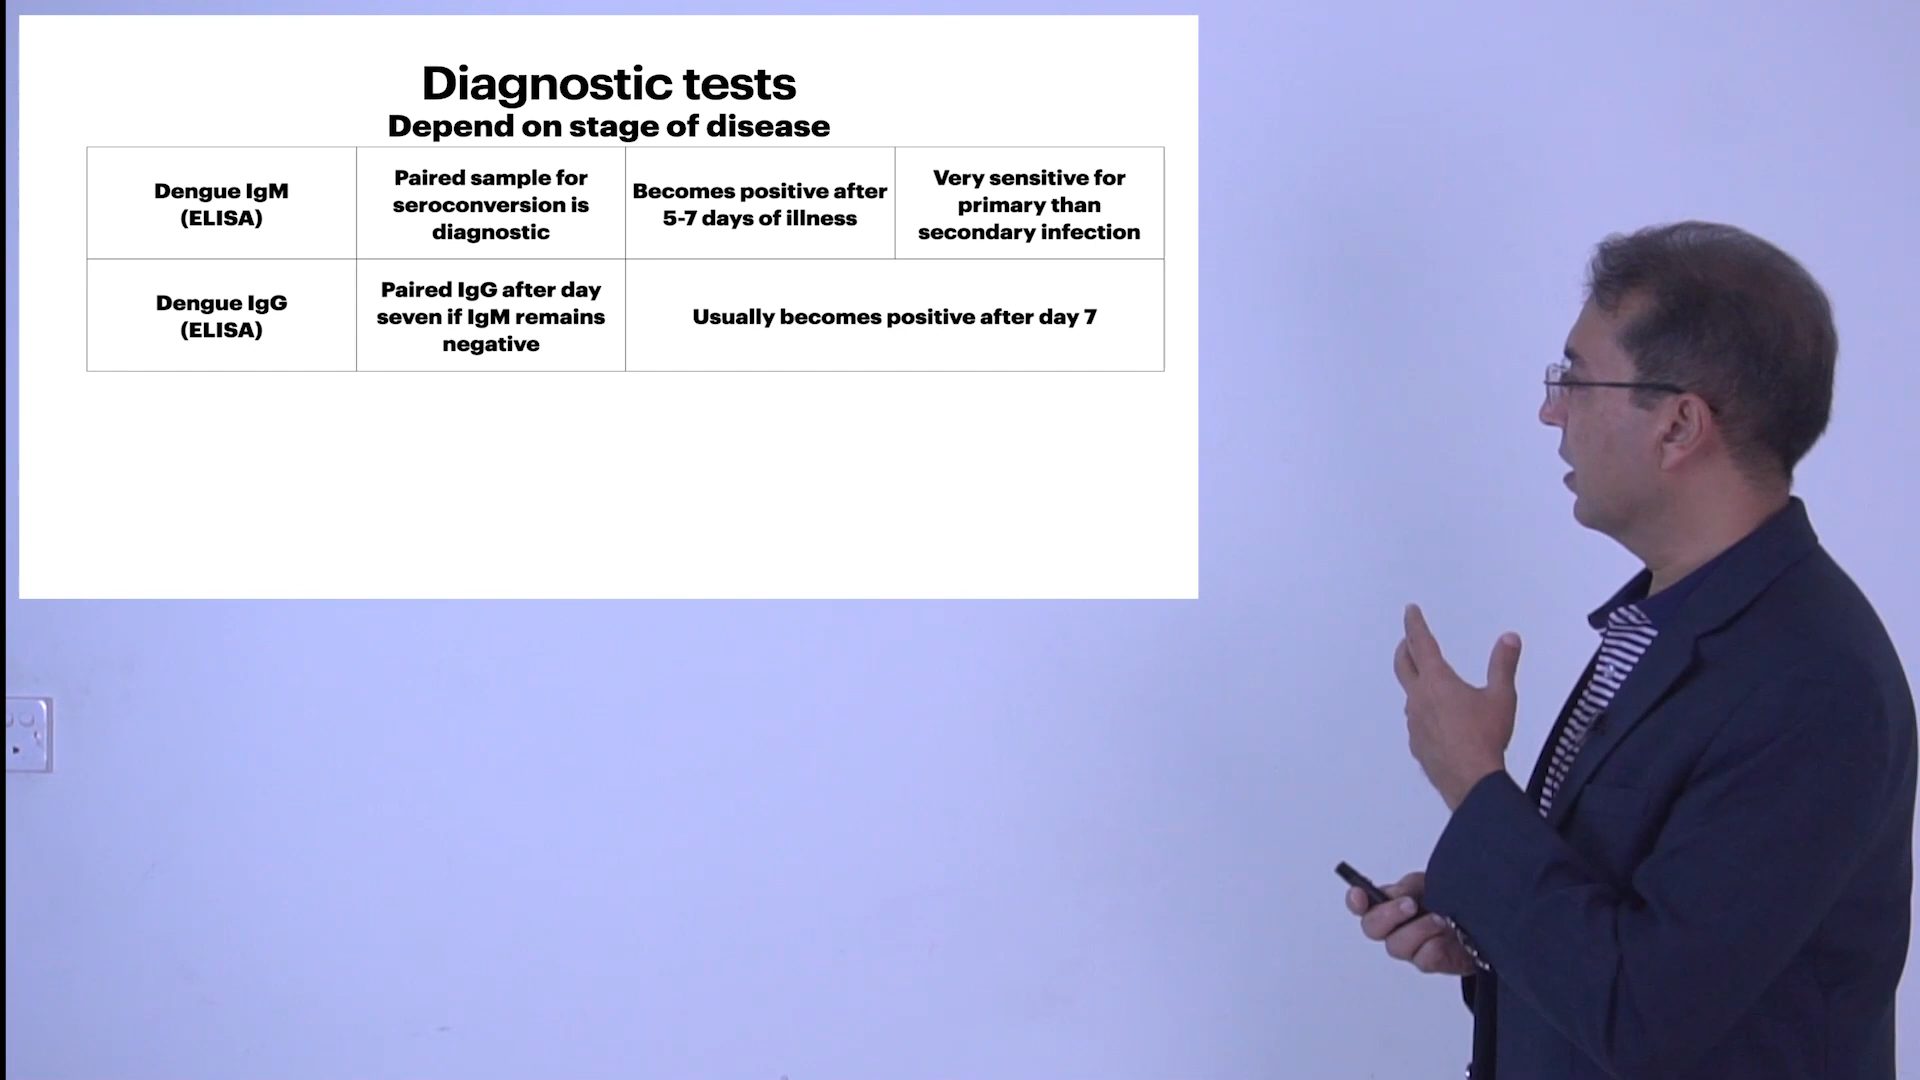 Diagnostic tests
Depend on stage of disease
Dengue IgM
(ELISA)
Paired sample for
seroconversion is
diagnostic
Becomes positive after
5-7 days of illness
Very sensitive for
primary than
secondary infection
Dengue IgG
(ELISA)
Paired IgG after day
seven if IgM remains
negative
Usually becomes positive after day 7